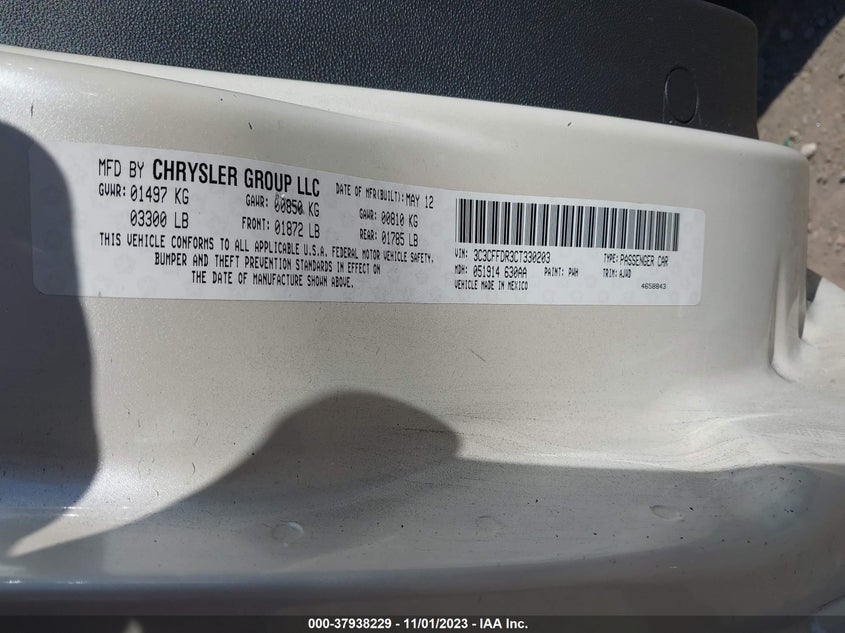 MFD BY CHRYSLER GROUP LLC DATE OF MFR(BUILT): MAY 12
GVWR: 01497 KG GAWR: 00850 KG GAWR: 00810 KG
03300 LB FRONT: 01872 LB REAR: 01785 LB
THIS VEHICLE CONFORMS TO ALL APPLICABLE U.S.A. FEDERAL MOTOR VEHICLE SAFETY,
BUMPER AND THEFT PREVENTION STANDARDS IN EFFECT ON
THE DATE OF MANUFACTURE SHOWN ABOVE.
VIN: 3C3CFFDR3CT330203 TYPE: PASSENGER CAR
MDH: 051914 630AA PAINT: PWH TRIM: AJWD
VEHICLE MADE IN MEXICO 4658843
000-37938229 - 11/01/2023 - IAA Inc.